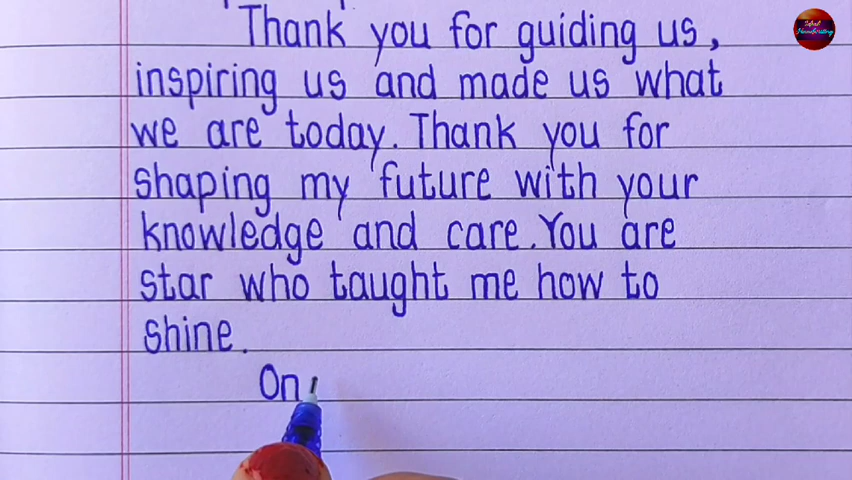 Thank you for guiding us,
inspiring us and made us what
we are today. Thank you for
shaping my future with your
knowledge and care. You are
star who taught me how to
shine.
On